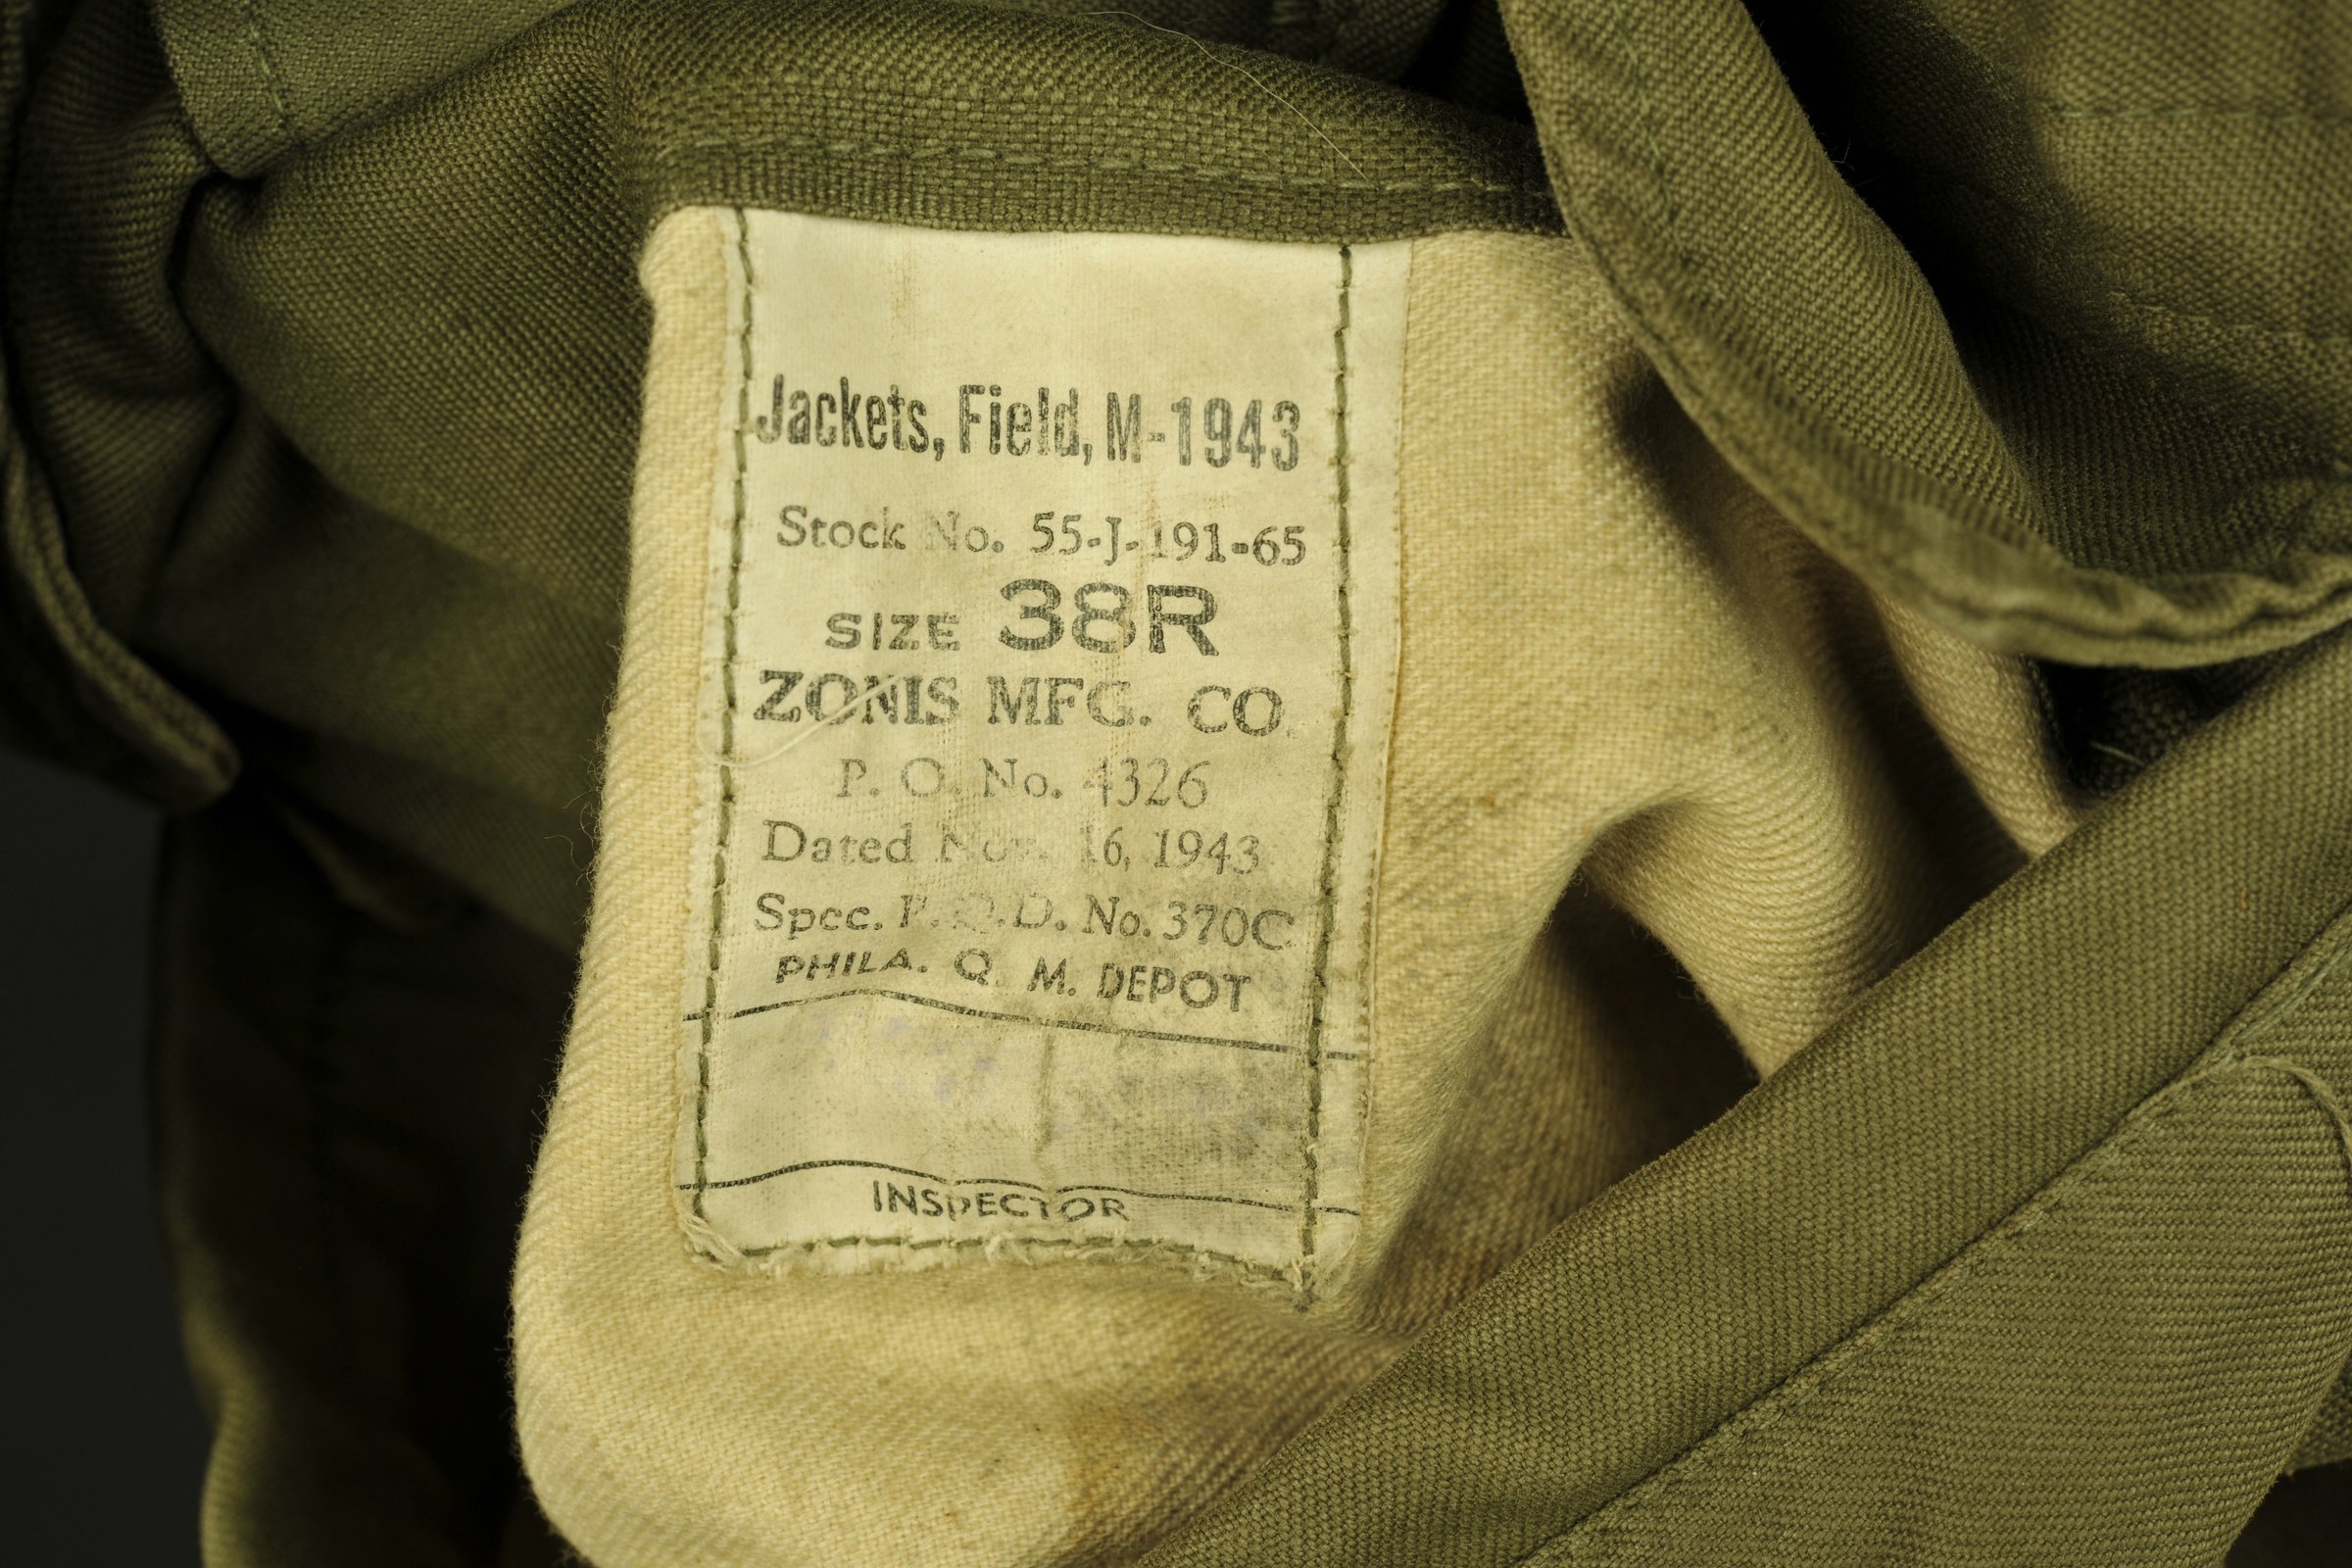 Jackets, Field, M-1943
Stock No. 55-J-191-65
SIZE 38R
ZONIS MFG. CO.
P. O. No. 4326
Dated Nov. 16, 1943
Spec. P.Q.D. No. 370C
PHILA. Q. M. DEPOT
INSPECTOR